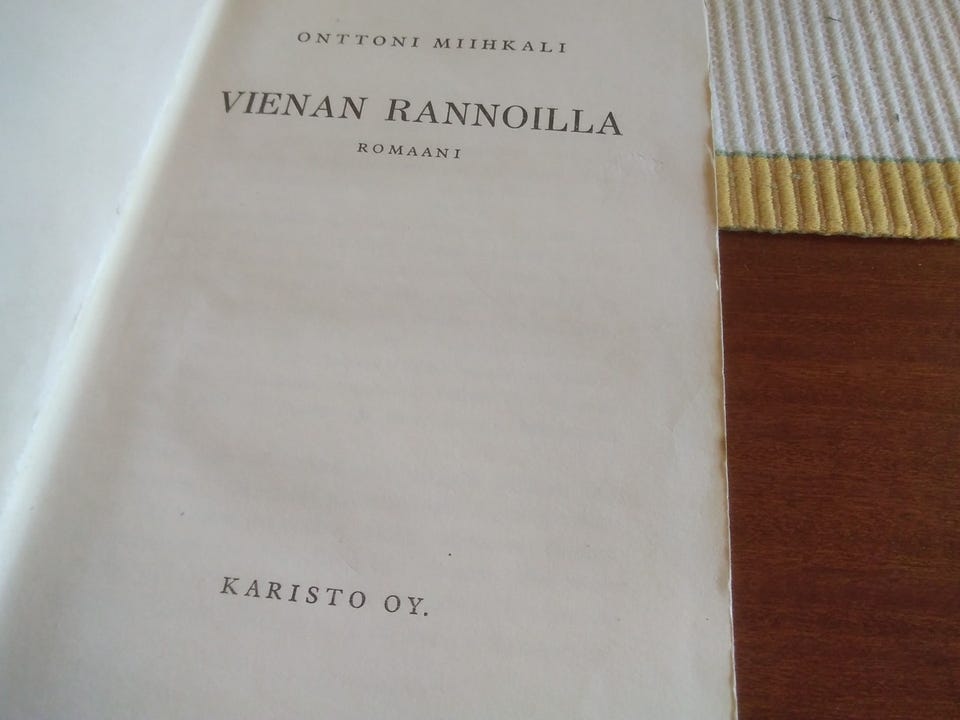 ONTTONI MIIHKALI
VIENAN RANNOILLA
ROMAANI
KARISTO OY.